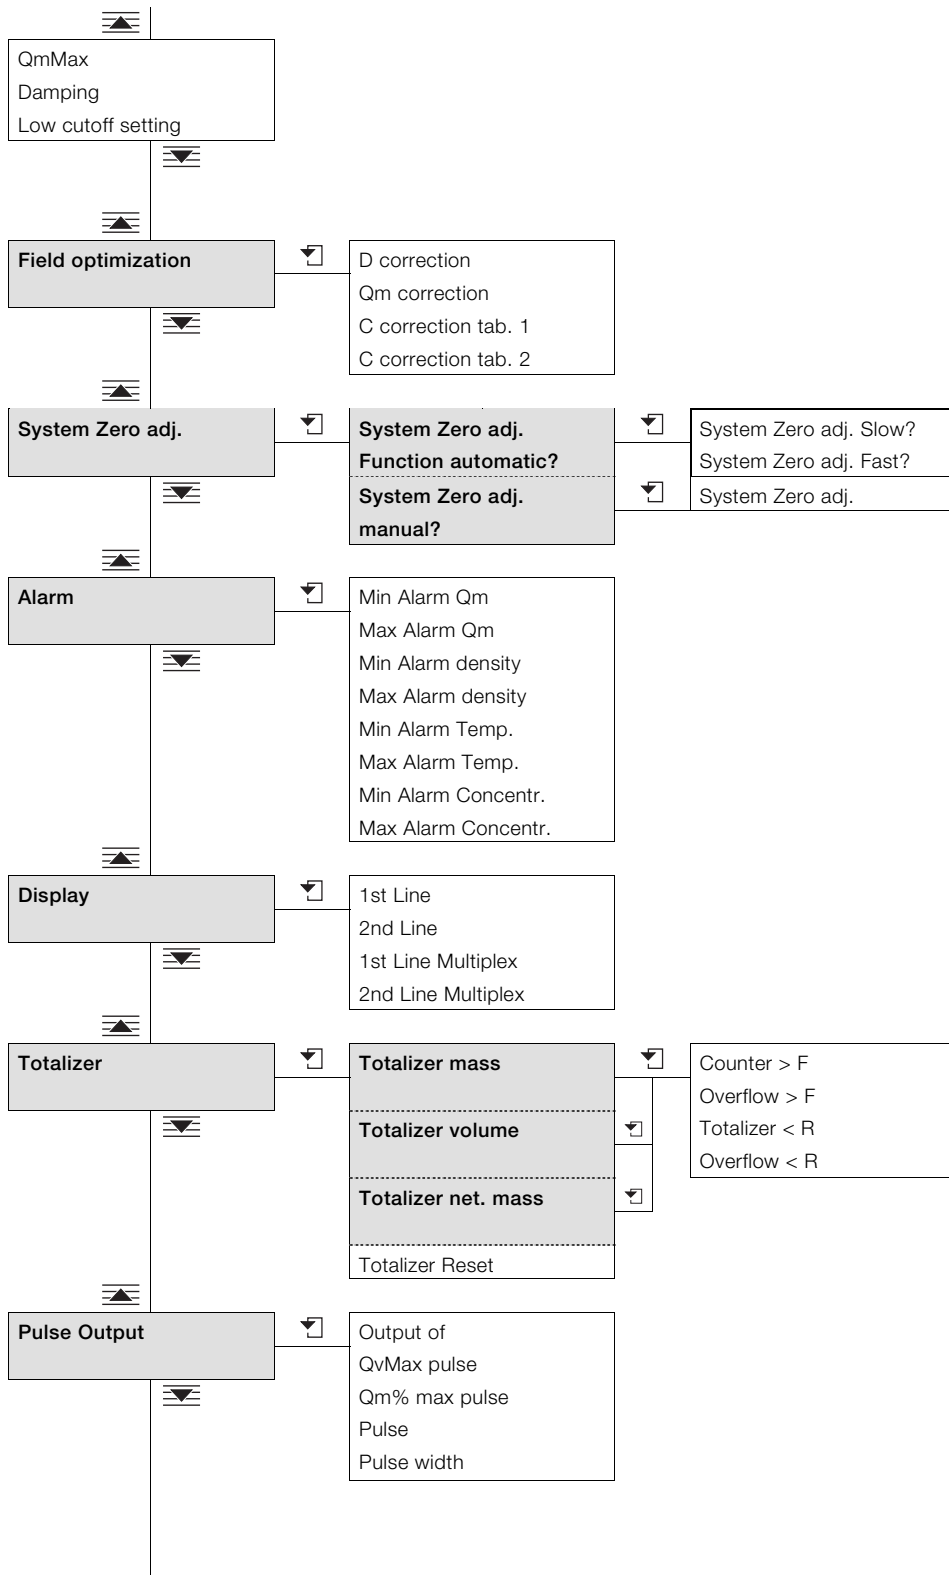 QmMax
Damping
Low cutoff setting
Field optimization
D correction
Qm correction
C correction tab. 1
C correction tab. 2
System Zero adj.
System Zero adj.
Function automatic?
System Zero adj. Slow?
System Zero adj. Fast?
System Zero adj.
manual?
System Zero adj.
Alarm
Min Alarm Qm
Max Alarm Qm
Min Alarm density
Max Alarm density
Min Alarm Temp.
Max Alarm Temp.
Min Alarm Concentr.
Max Alarm Concentr.
Display
1st Line
2nd Line
1st Line Multiplex
2nd Line Multiplex
Totalizer
Totalizer mass
Totalizer volume
Totalizer net. mass
Totalizer Reset
Counter > F
Overflow > F
Totalizer < R
Overflow < R
Pulse Output
Output of
QvMax pulse
Qm% max pulse
Pulse
Pulse width